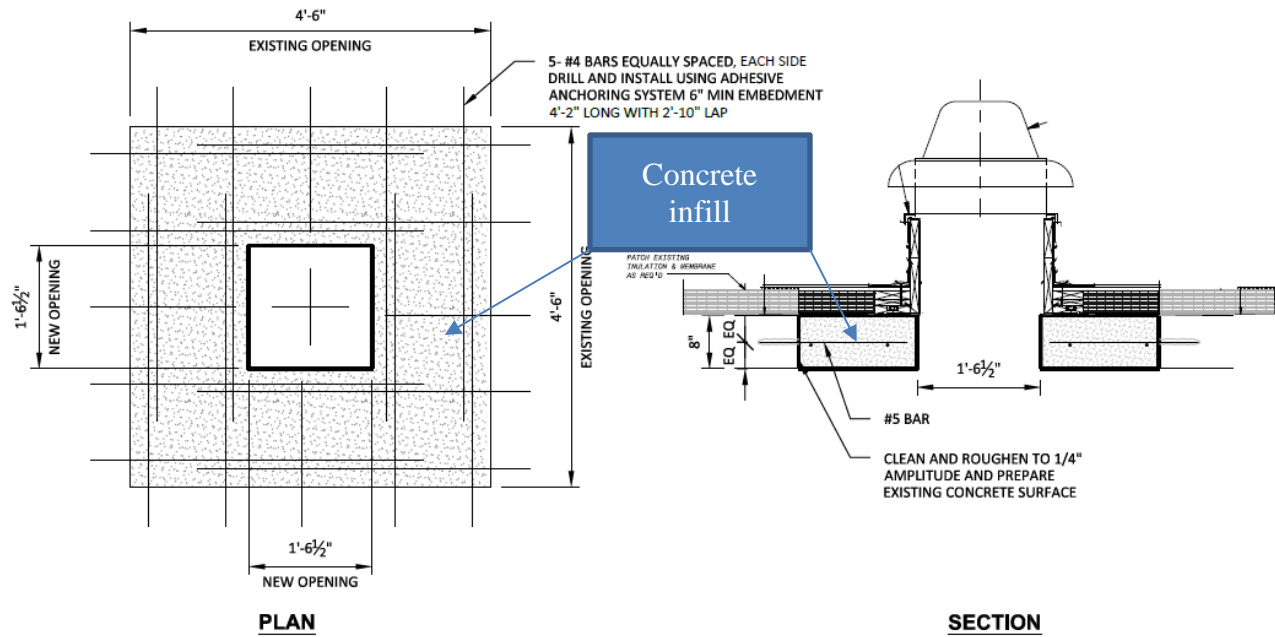 4'-6"
EXISTING OPENING
5- #4 BARS EQUALLY SPACED, EACH SIDE
DRILL AND INSTALL USING ADHESIVE
ANCHORING SYSTEM 6" MIN EMBEDMENT
4'-2" LONG WITH 2'-10" LAP
Concrete
infill
1'-6½"
NEW OPENING
4'-6"
EXISTING OPENING
1'-6½"
NEW OPENING
PLAN
PATCH EXISTING
INULATION & MEMBRANE
AS REQ'D
8"
EQ
EQ
1'-6½"
#5 BAR
CLEAN AND ROUGHEN TO 1/4"
AMPLITUDE AND PREPARE
EXISTING CONCRETE SURFACE
SECTION